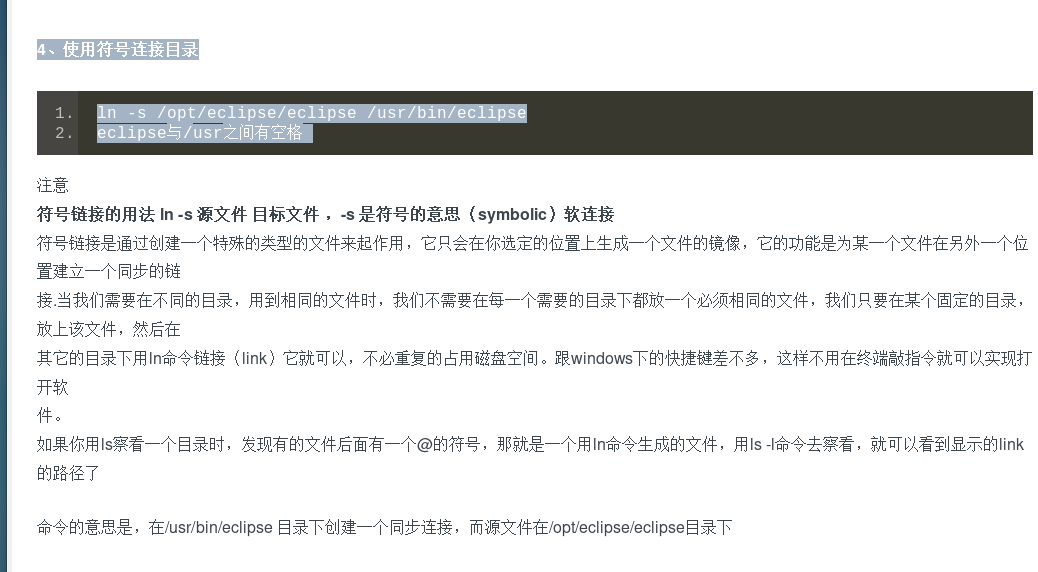 4、使用符号连接目录
1. ln -s /opt/eclipse/eclipse /usr/bin/eclipse
2. eclipse与/usr之间有空格
注意
符号链接的用法 ln -s 源文件 目标文件 ，-s 是符号的意思（symbolic）软连接
符号链接是通过创建一个特殊的类型的文件来起作用，它只会在你选定的位置上生成一个文件的镜像，它的功能是为某一个文件在另外一个位
置建立一个同步的链
接.当我们需要在不同的目录，用到相同的文件时，我们不需要在每一个需要的目录下都放一个必须相同的文件，我们只要在某个固定的目录，
放上该文件，然后在
其它的目录下用ln命令链接（link）它就可以，不必重复的占用磁盘空间。跟windows下的快捷键差不多，这样不用在终端敲指令就可以实现打
开软
件。
如果你用ls察看一个目录时，发现有的文件后面有一个@的符号，那就是一个用ln命令生成的文件，用ls -l命令去察看，就可以看到显示的link
的路径了
命令的意思是，在/usr/bin/eclipse 目录下创建一个同步连接，而源文件在/opt/eclipse/eclipse目录下